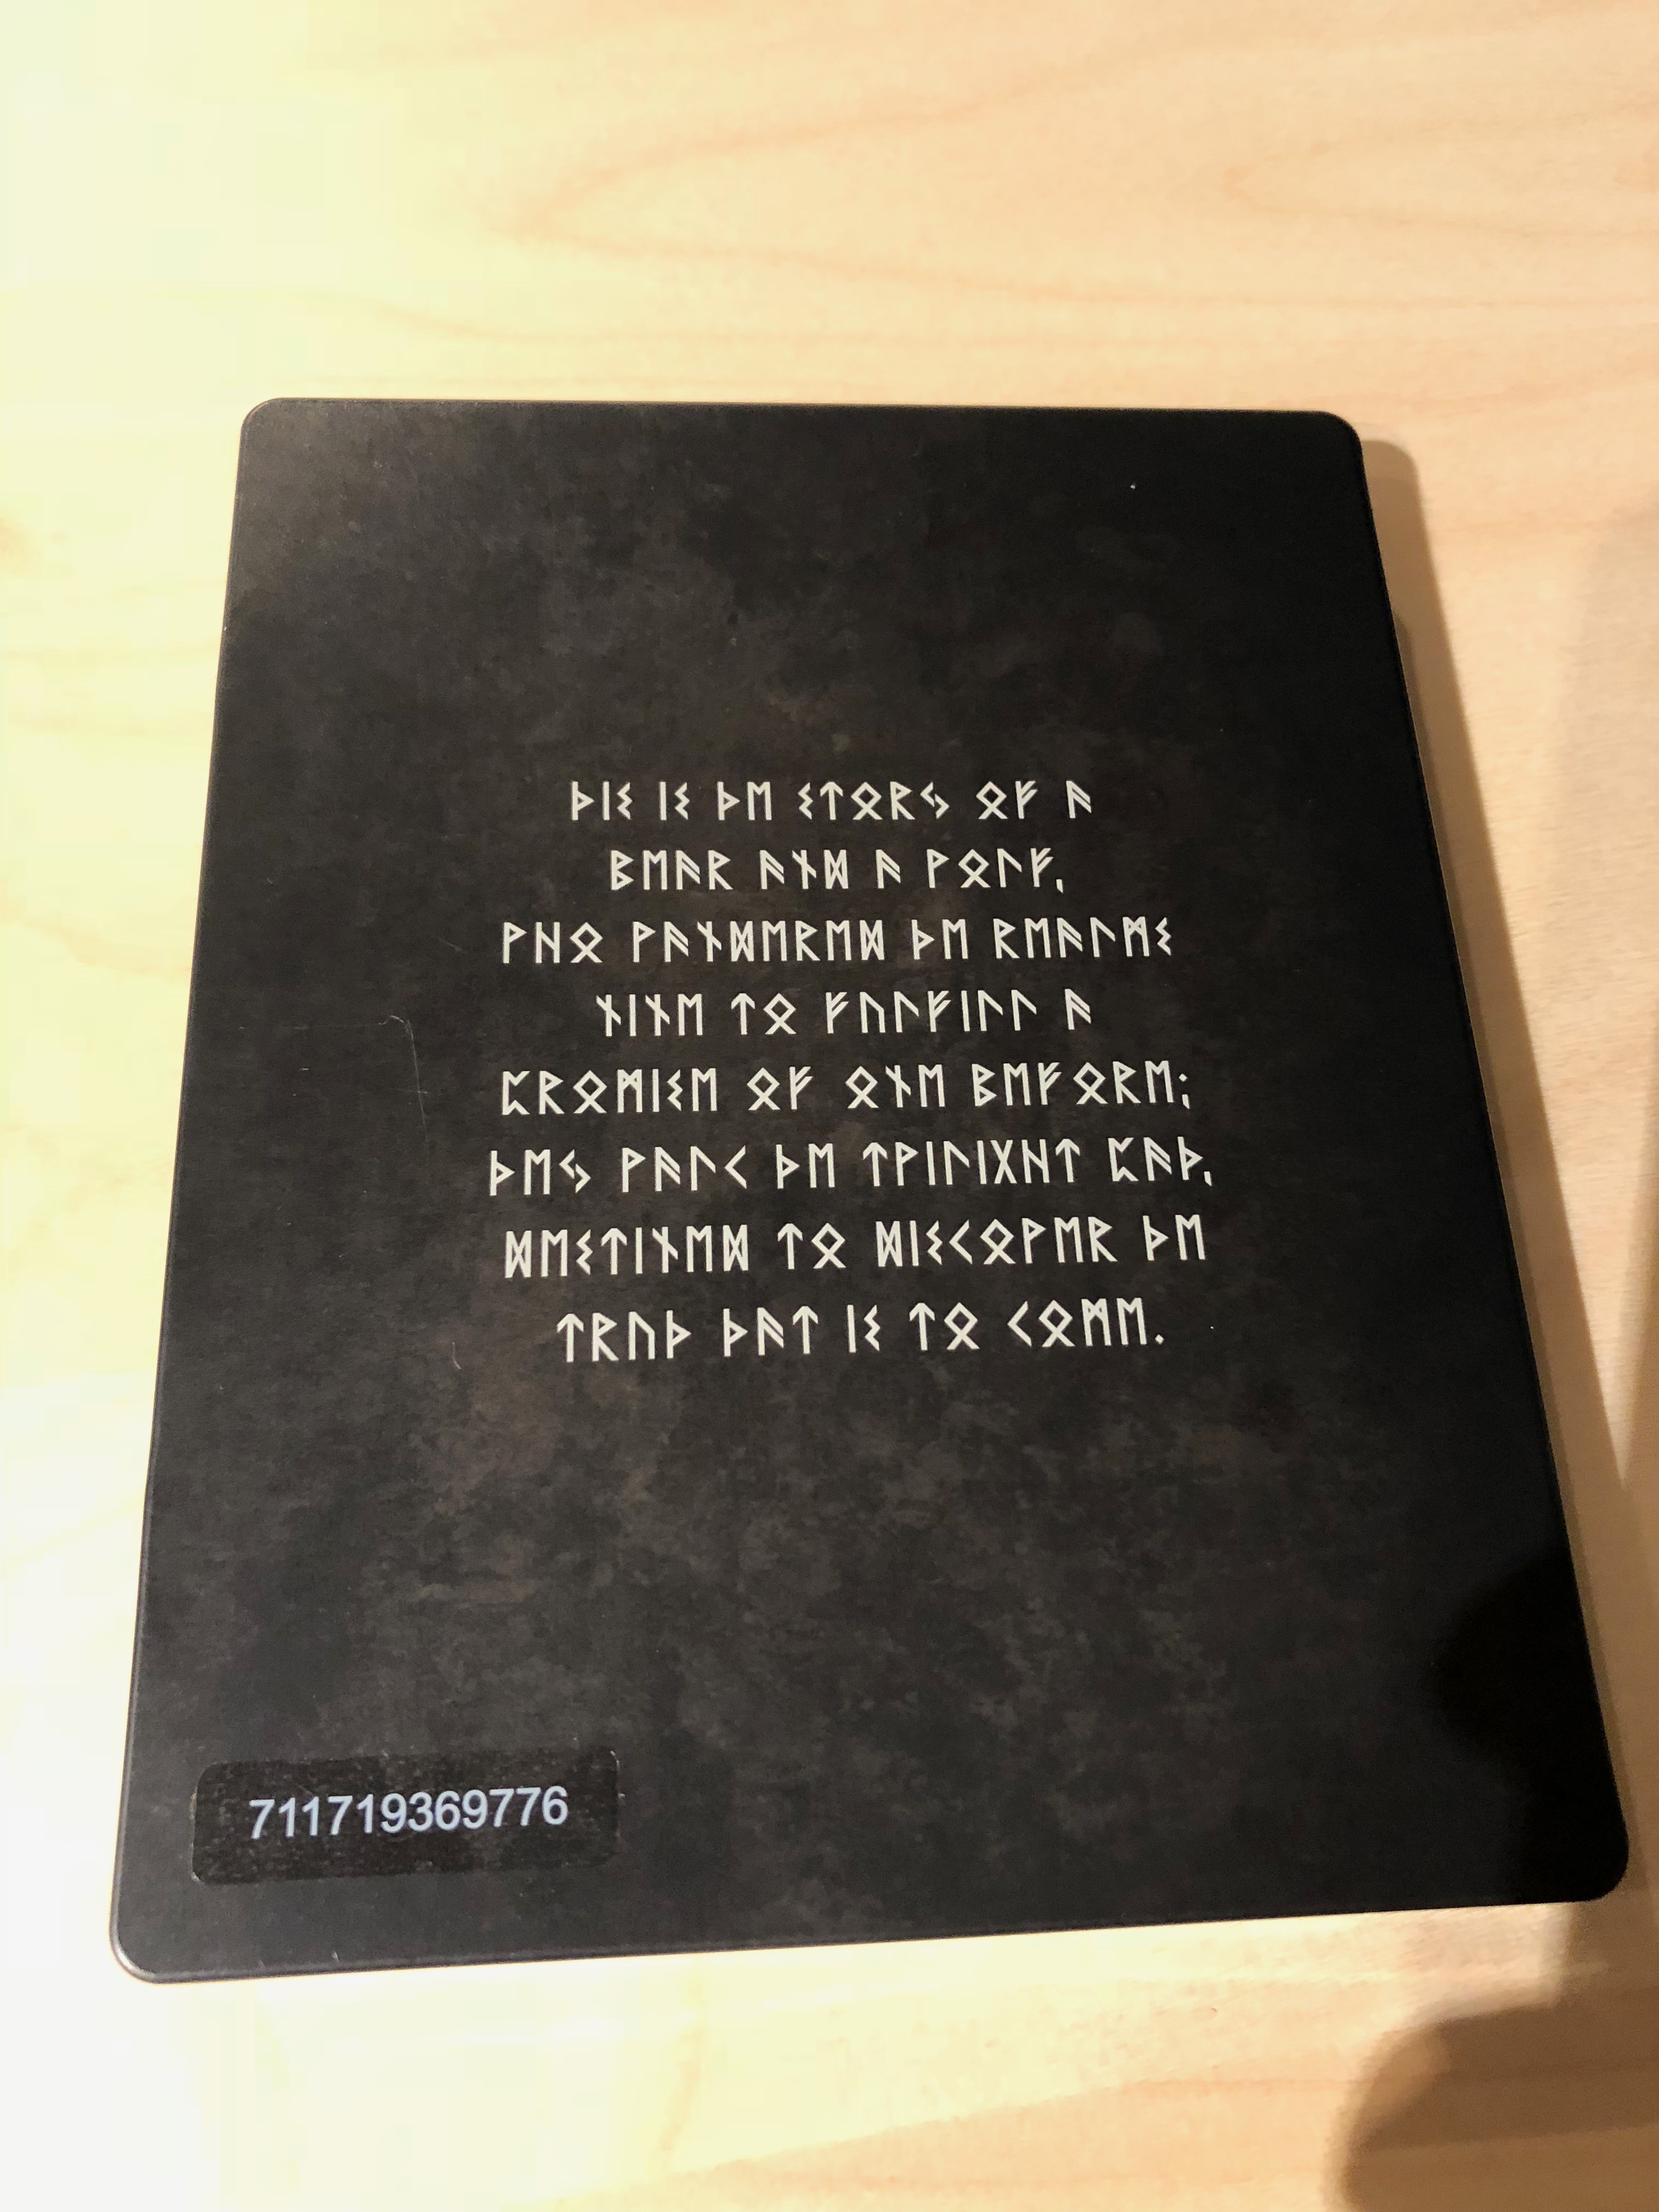 ᚦᛁᛊ ᛁᛊ ᚦᛖ ᛊᛏᛟᚱᛃ ᛟᚠ ᚨ
ᛒᛖᚨᚱ ᚨᚾᛞ ᚨ ᚹᛟᛚᚠ,
ᚹᚺᛟ ᚹᚨᚾᛞᛖᚱᛖᛞ ᚦᛖ ᚱᛖᚨᛚᛗᛊ
ᚾᛁᚾᛖ ᛏᛟ ᚠᚢᛚᚠᛁᛚᛚ ᚨ
ᛈᚱᛟᛗᛁᛊᛖ ᛟᚠ ᛟᚾᛖ ᛒᛖᚠᛟᚱᛖ;
ᚦᛖᛃ ᚹᚨᛚᚲ ᚦᛖ ᛏᚹᛁᛚᛁᚷᚺᛏ ᛈᚨᚦ,
ᛞᛖᛊᛏᛁᚾᛖᛞ ᛏᛟ ᛞᛁᛊᚲᛟᚹᛖᚱ ᚦᛖ
ᛏᚱᚢᚦ ᚦᚨᛏ ᛁᛊ ᛏᛟ ᚲᛟᛗᛖ.
711719369776